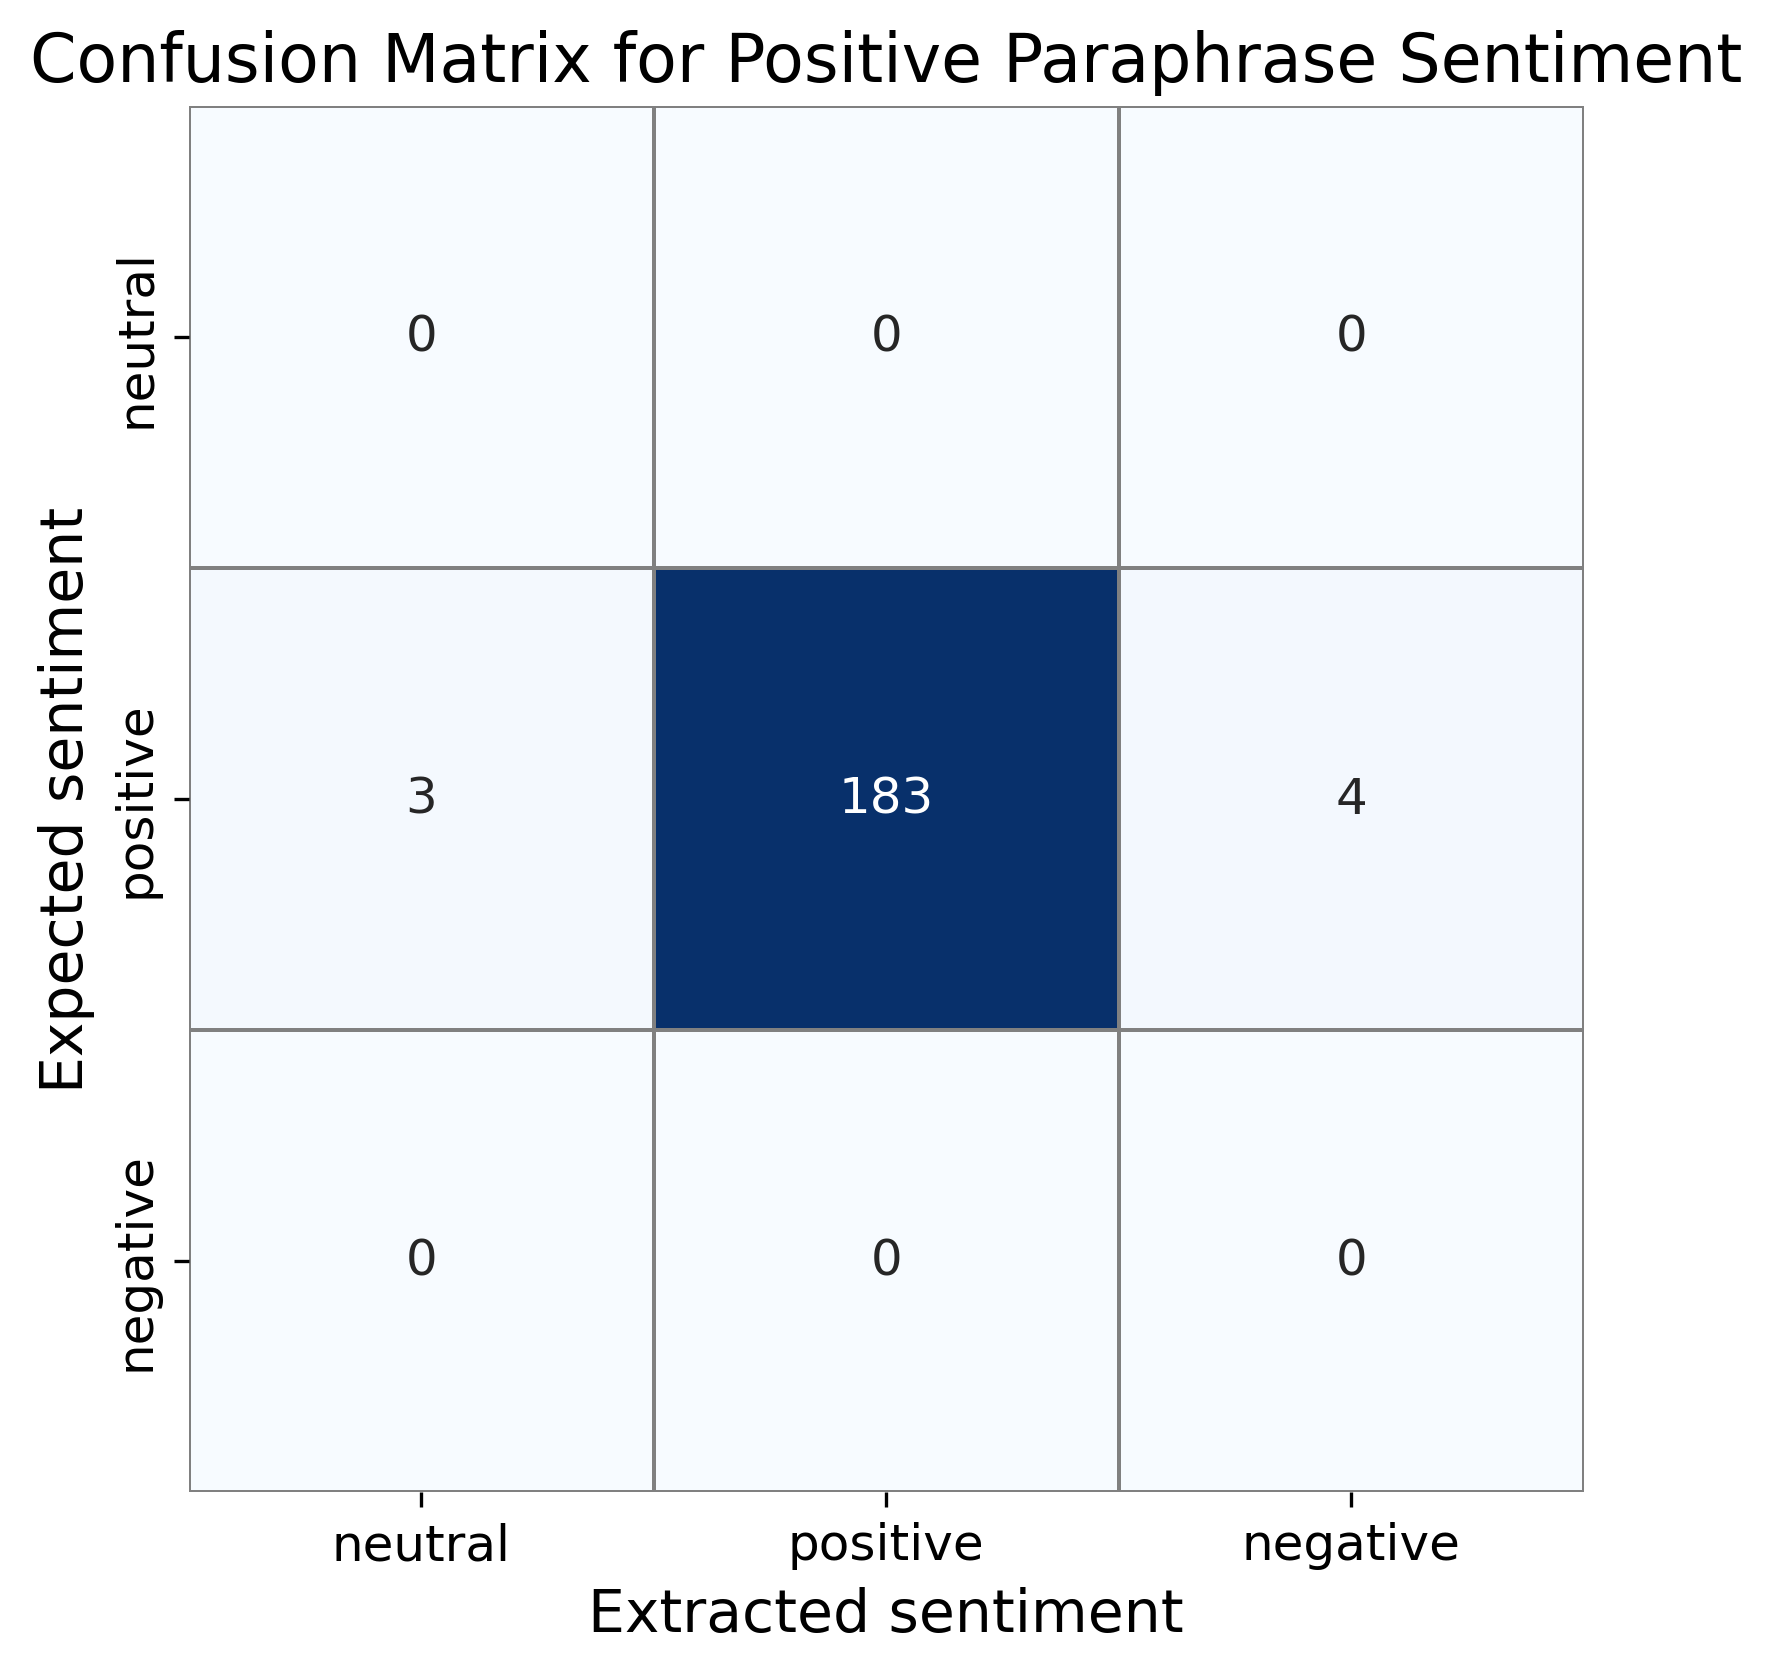 Confusion Matrix for Positive Paraphrase Sentiment
Expected sentiment
neutral
0 0 0
positive
3 183 4
negative
0 0 0
neutral positive negative
Extracted sentiment